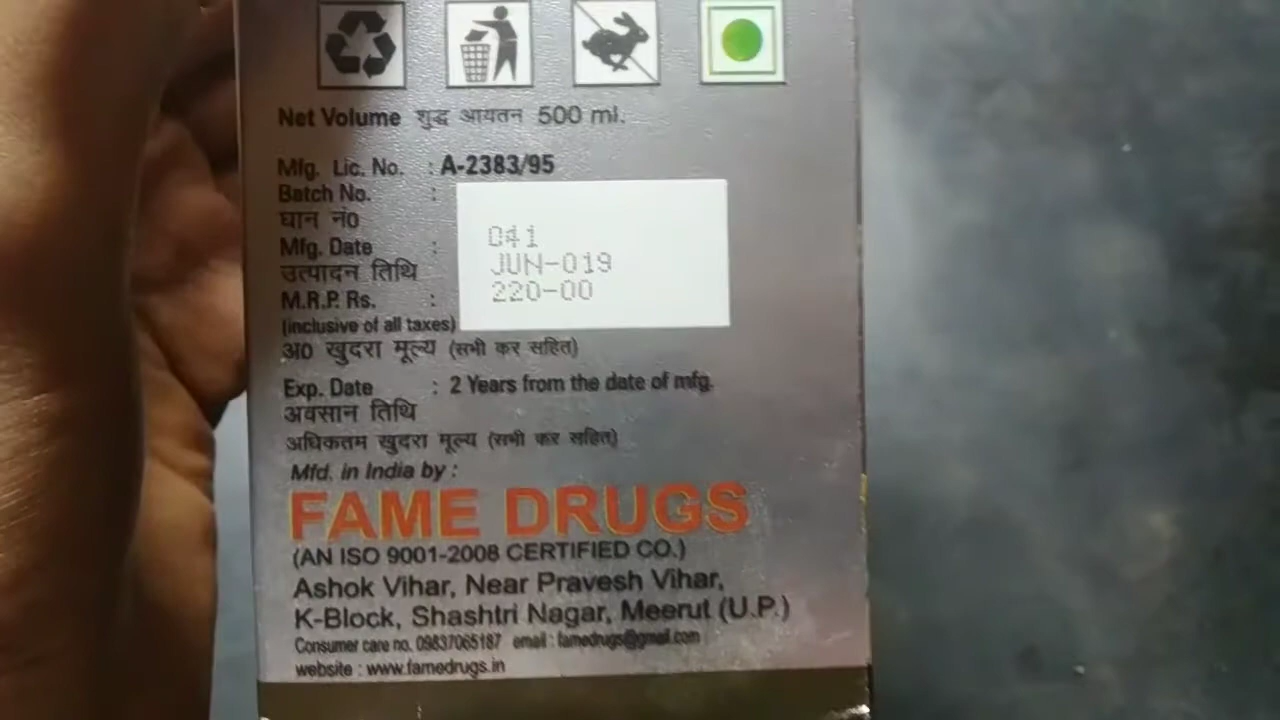 Net Volume शुद्ध आयतन 500 ml.
Mfg. Lic. No. : A-2383/95
Batch No. :
घान नं०
041
Mfg. Date :
JUN-019
उत्पादन तिथि
M.R.P. Rs. :
220-00
(inclusive of all taxes)
अ० खुदरा मूल्य (सभी कर सहित)
Exp. Date : 2 Years from the date of mfg.
अवसान तिथि
अधिकतम खुदरा मूल्य (सभी कर सहित)
Mfd. in India by :
FAME DRUGS
(AN ISO 9001-2008 CERTIFIED CO.)
Ashok Vihar, Near Pravesh Vihar,
K-Block, Shashtri Nagar, Meerut (U.P.)
Consumer care no. 09837065187 email : famedrugs@gmail.com
website : www.famedrugs.in